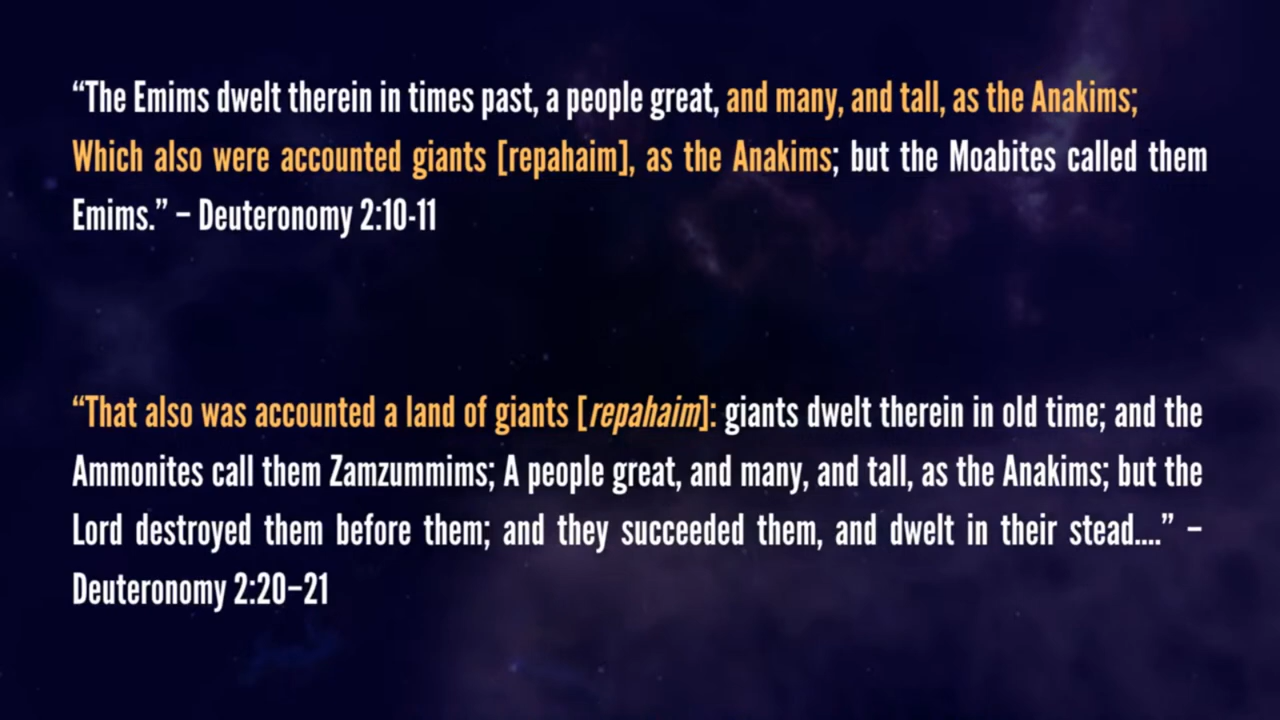 “The Emims dwelt therein in times past, a people great, and many, and tall, as the Anakims;
Which also were accounted giants [repahaim], as the Anakims; but the Moabites called them
Emims.” – Deuteronomy 2:10-11
“That also was accounted a land of giants [repahaim]: giants dwelt therein in old time; and the
Ammonites call them Zamzummims; A people great, and many, and tall, as the Anakims; but the
Lord destroyed them before them; and they succeeded them, and dwelt in their stead....” –
Deuteronomy 2:20–21